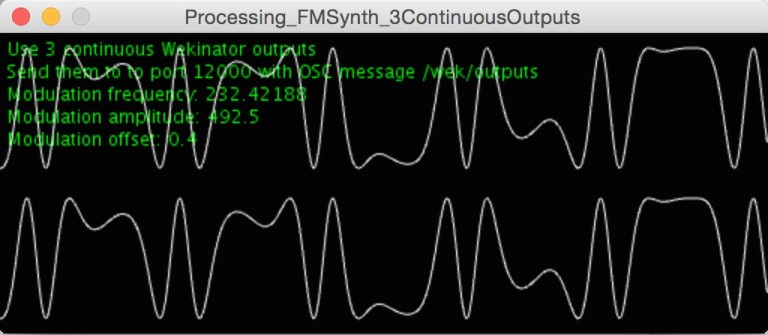 Processing_FMSynth_3ContinuousOutputs
Use 3 continuous Wekinator outputs
Send them to to port 12000 with OSC message /wek/outputs
Modulation frequency: 232.42188
Modulation amplitude: 492.5
Modulation offset: 0.4